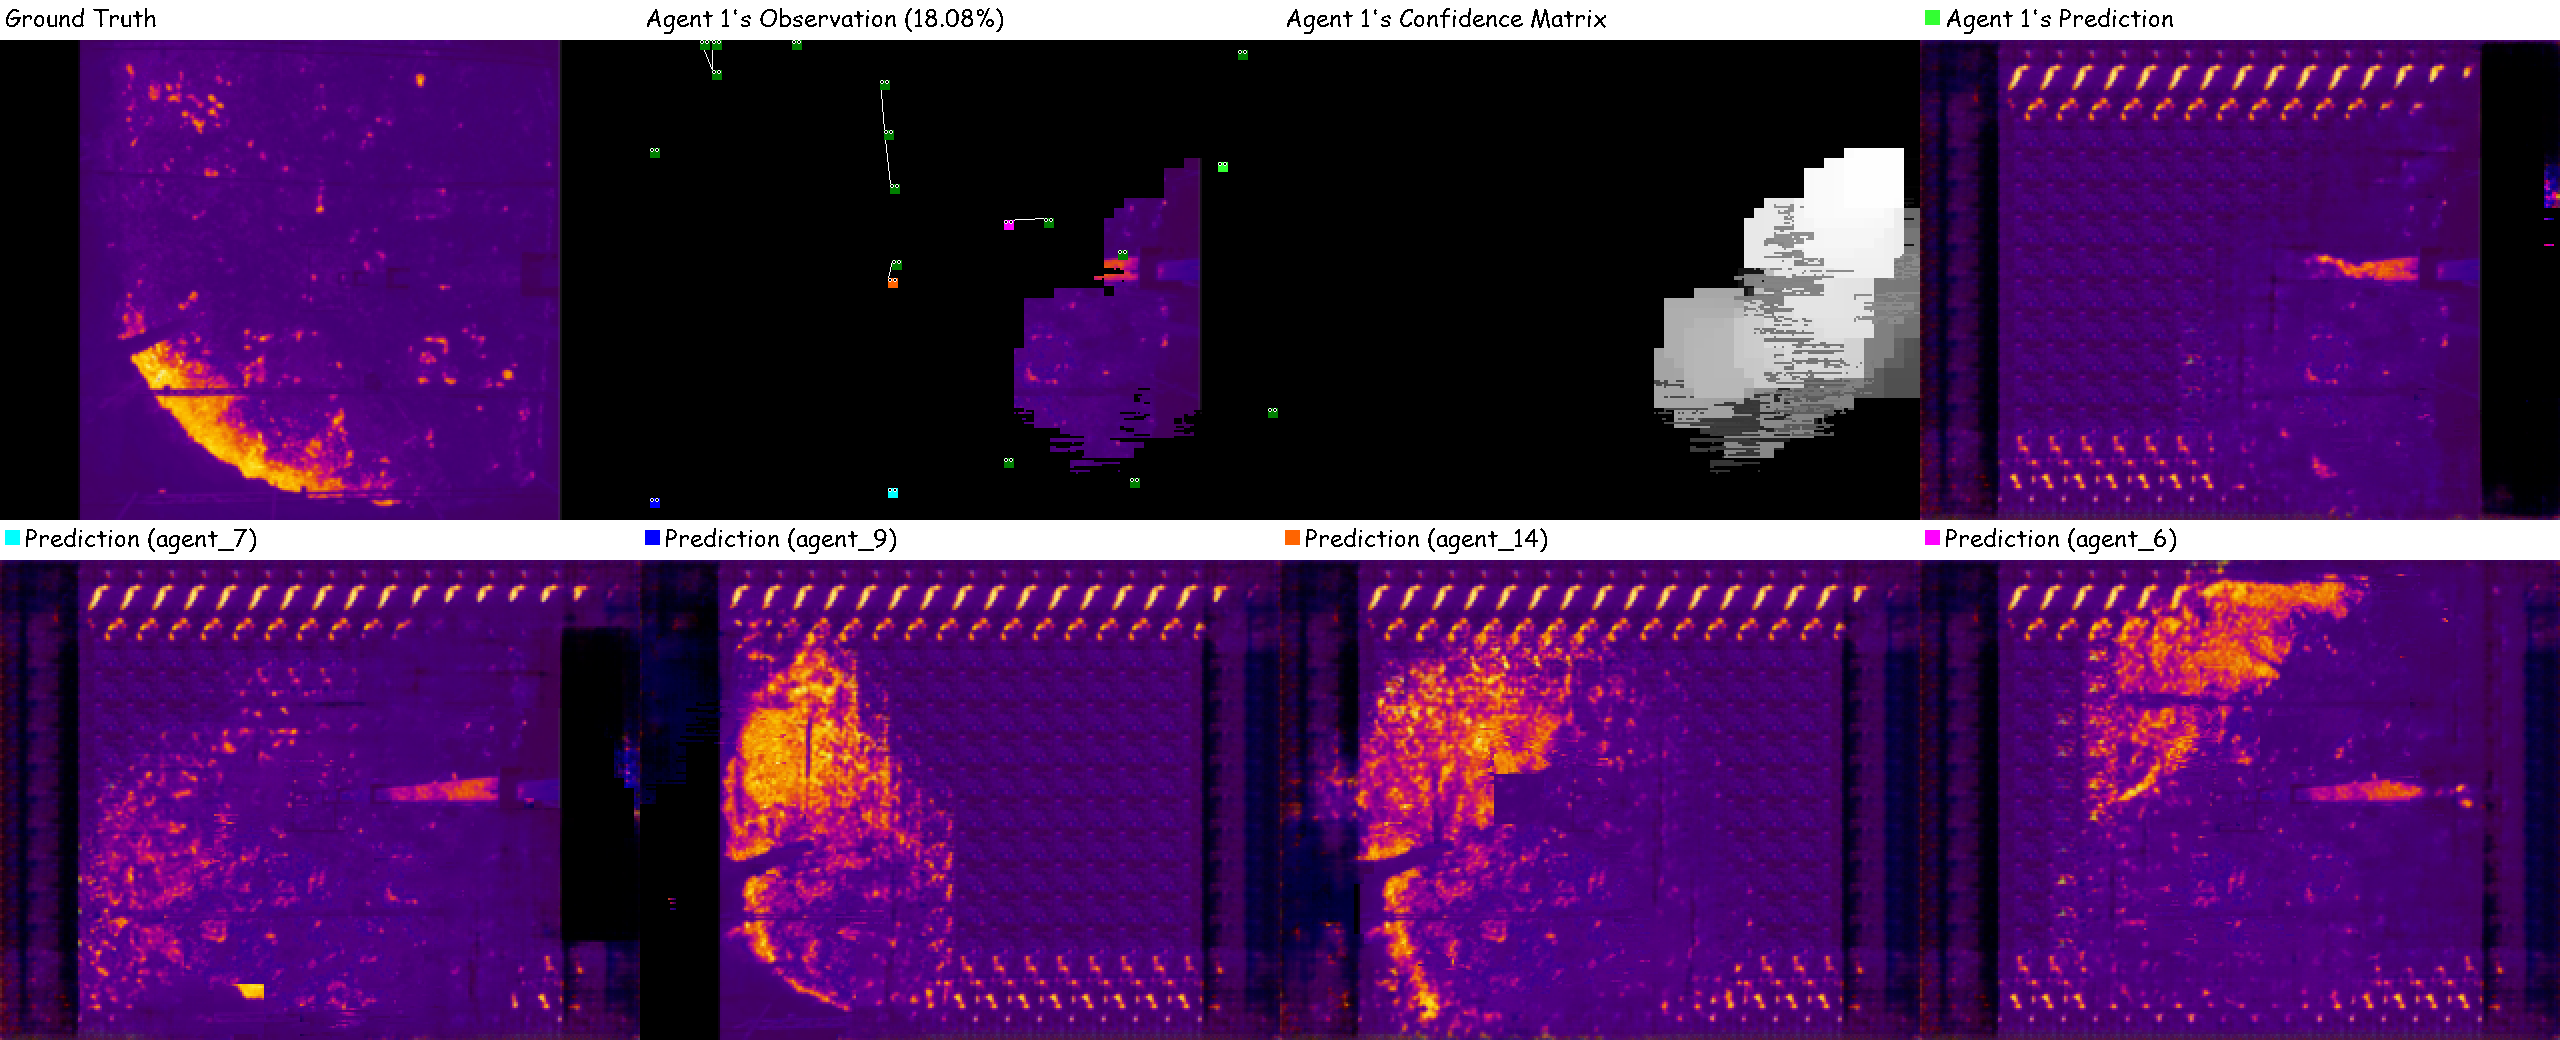 Ground Truth
Agent 1's Observation (18.08%)
Agent 1's Confidence Matrix
Agent 1's Prediction
Prediction (agent_7)
Prediction (agent_9)
Prediction (agent_14)
Prediction (agent_6)